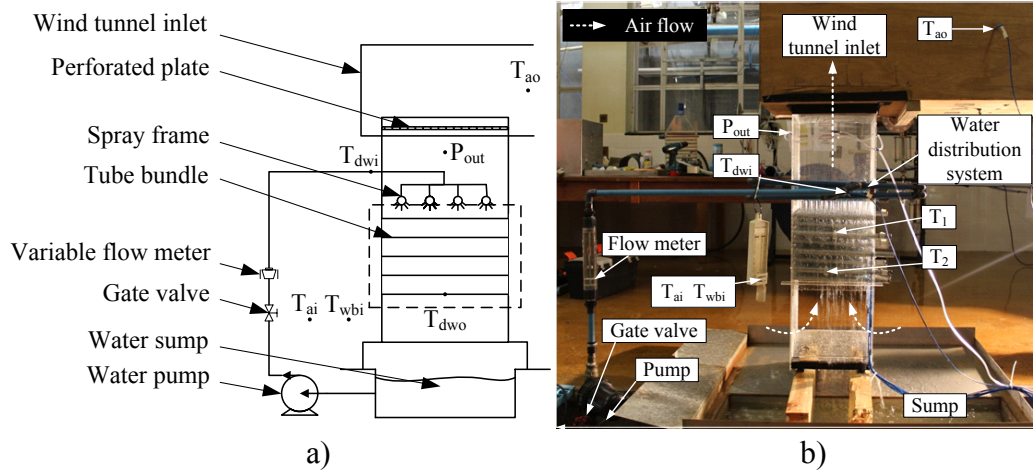 Wind tunnel inlet
Perforated plate
T_ao
Spray frame
T_dwi
P_out
Tube bundle
Variable flow meter
Gate valve
T_ai T_wbi
T_dwo
Water sump
Water pump
a)
Air flow
Wind
tunnel inlet
T_ao
P_out
Water
distribution
system
T_dwi
T_1
T_2
Flow meter
T_ai T_wbi
Gate valve
Pump
Sump
b)